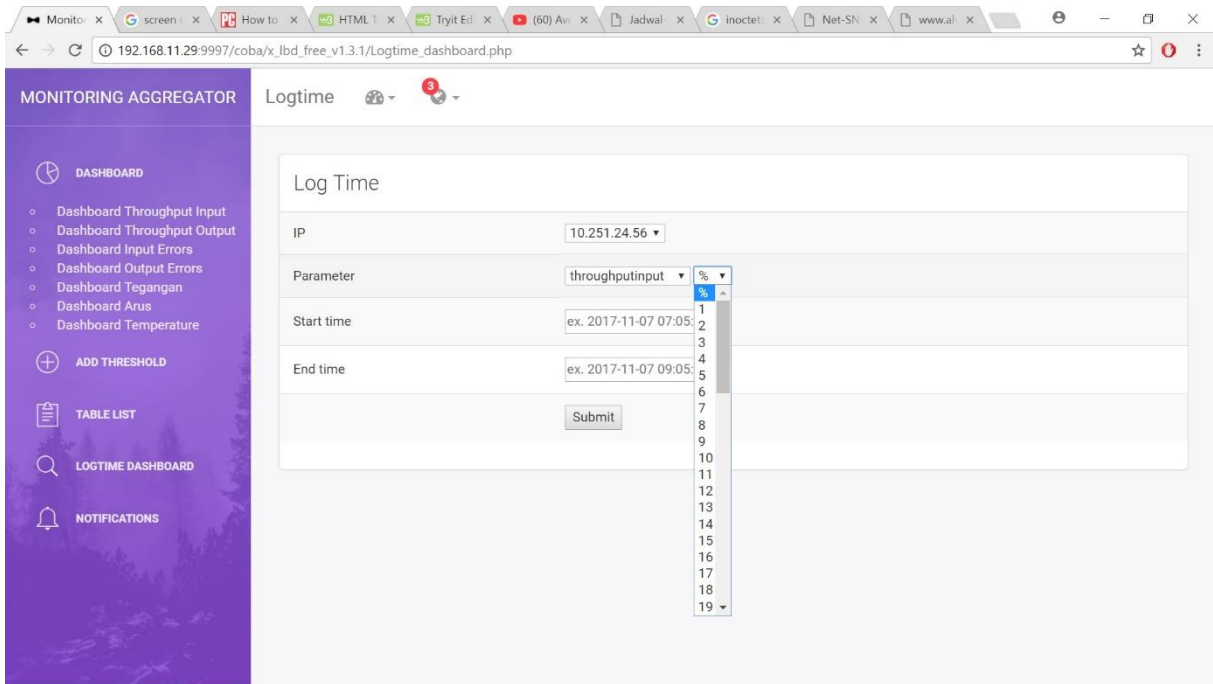 Monitor
screen
How to
HTML
Tryit Ed
(60) Av
Jadwal-
inoctet
Net-SN
www.al
192.168.11.29:9997/coba/x_lbd_free_v1.3.1/Logtime_dashboard.php
MONITORING AGGREGATOR
Logtime
3
DASHBOARD
Dashboard Throughput Input
Dashboard Throughput Output
Dashboard Input Errors
Dashboard Output Errors
Dashboard Tegangan
Dashboard Arus
Dashboard Temperature
ADD THRESHOLD
TABLE LIST
LOGTIME DASHBOARD
NOTIFICATIONS
Log Time
IP
10.251.24.56
Parameter
throughputinput
%
Start time
ex. 2017-11-07 07:05:
End time
ex. 2017-11-07 09:05:
Submit
%
1
2
3
4
5
6
7
8
9
10
11
12
13
14
15
16
17
18
19